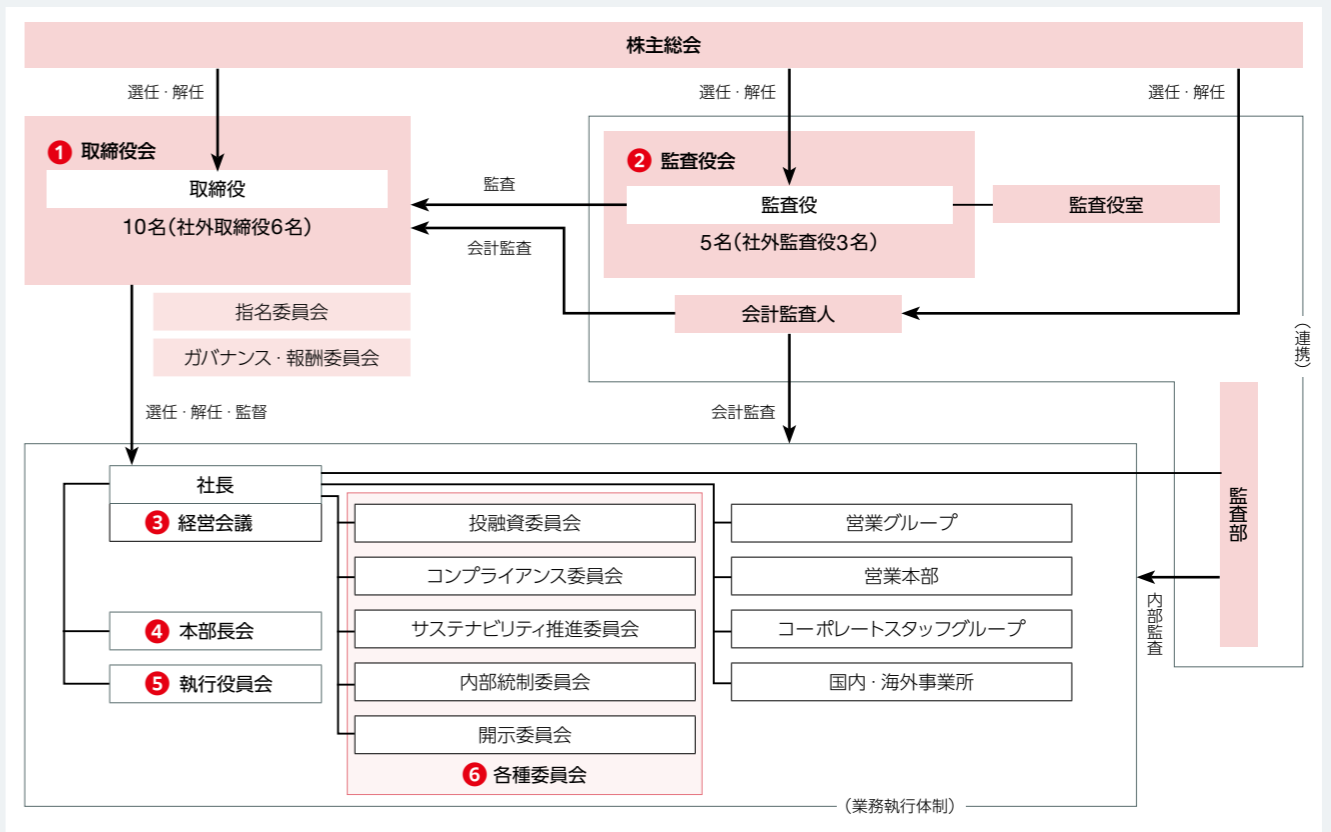 株主総会
選任・解任
選任・解任
選任・解任
1 取締役会
取締役
10名(社外取締役6名)
2 監査役会
監査役
5名(社外監査役3名)
監査役室
監査
会計監査
会計監査人
指名委員会
ガバナンス・報酬委員会
(連携)
選任・解任・監督
会計監査
社長
3 経営会議
4 本部長会
5 執行役員会
投融資委員会
コンプライアンス委員会
サステナビリティ推進委員会
内部統制委員会
開示委員会
6 各種委員会
営業グループ
営業本部
コーポレートスタッフグループ
国内・海外事業所
監査部
内部監査
(業務執行体制)